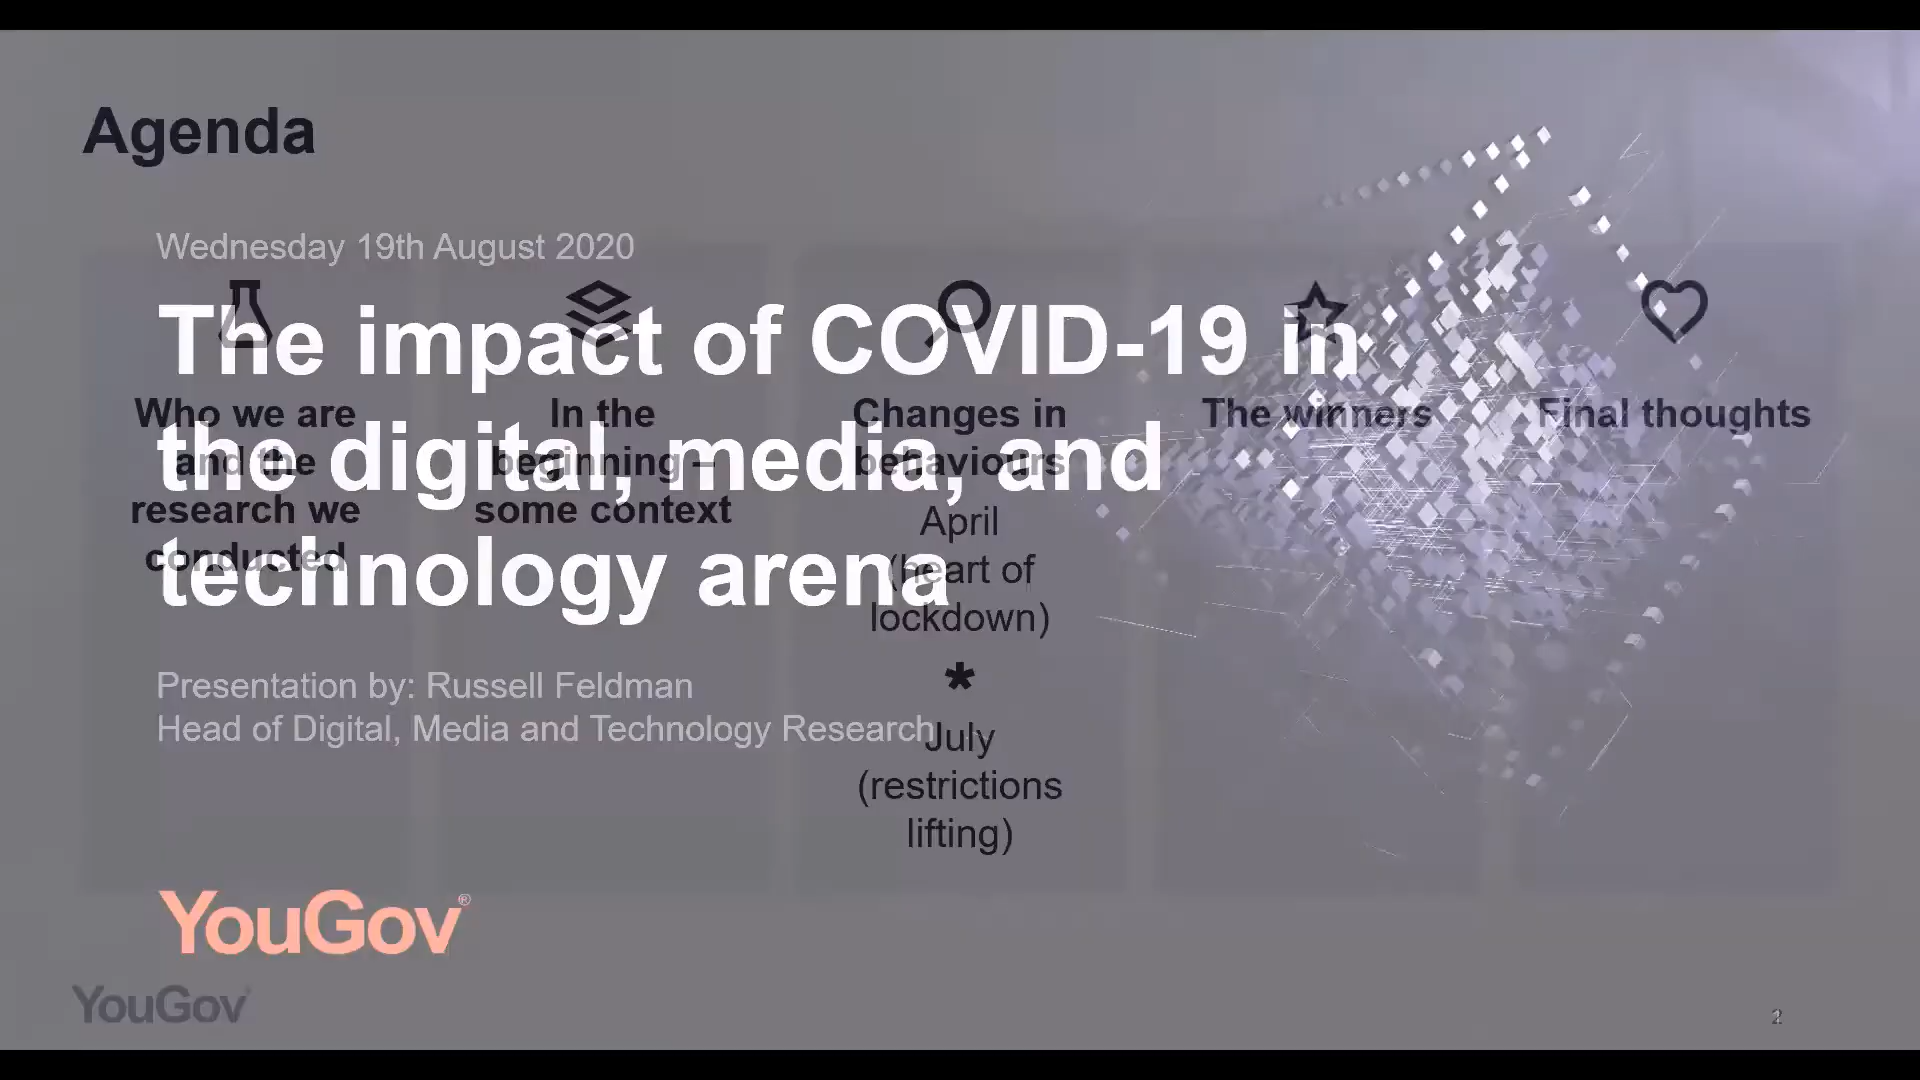 Agenda
Wednesday 19th August 2020
The impact of COVID-19 in
the digital, media, and
technology arena
Presentation by: Russell Feldman
Head of Digital, Media and Technology Research
YouGov®
Who we are
and the
research we
conducted
In the
beginning –
some context
Changes in
behaviours
April
(heart of
lockdown)
*
July
(restrictions
lifting)
The winners
Final thoughts
YouGov